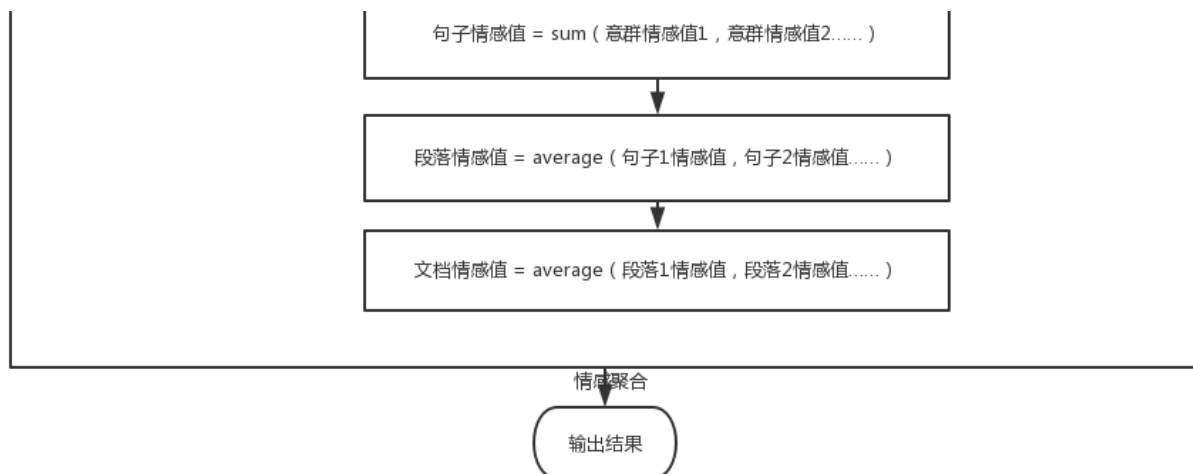 句子情感值 = sum（意群情感值1，意群情感值2……）
段落情感值 = average（句子1情感值，句子2情感值……）
文档情感值 = average（段落1情感值，段落2情感值……）
情感聚合
输出结果